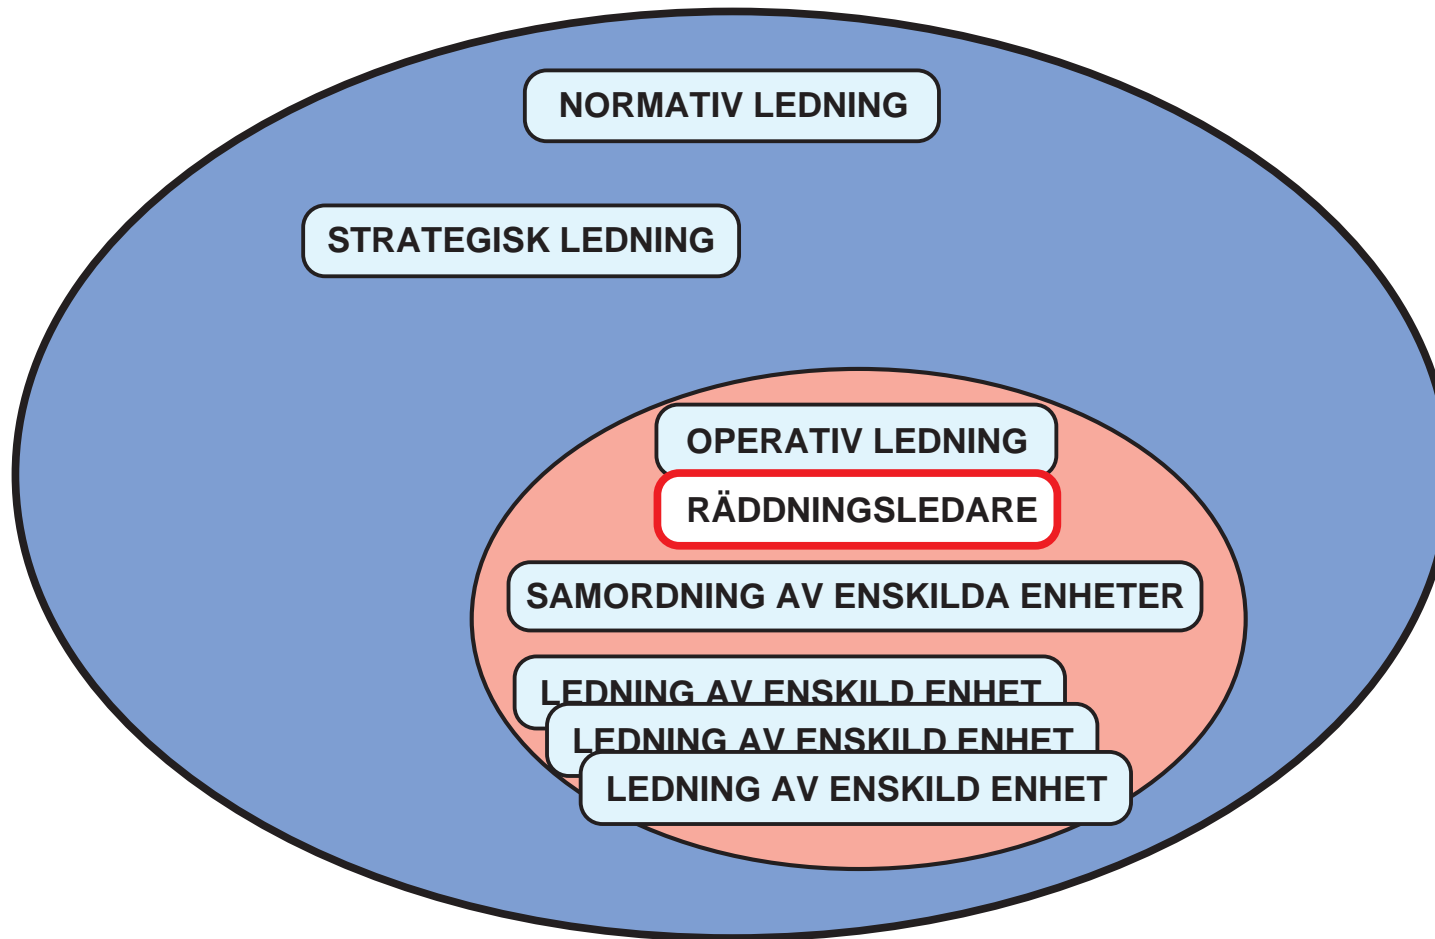 NORMATIV LEDNING
STRATEGISK LEDNING
OPERATIV LEDNING
RÄDDNINGSLEDARE
SAMORDNING AV ENSKILDA ENHETER
LEDNING AV ENSKILD ENHET
LEDNING AV ENSKILD ENHET
LEDNING AV ENSKILD ENHET